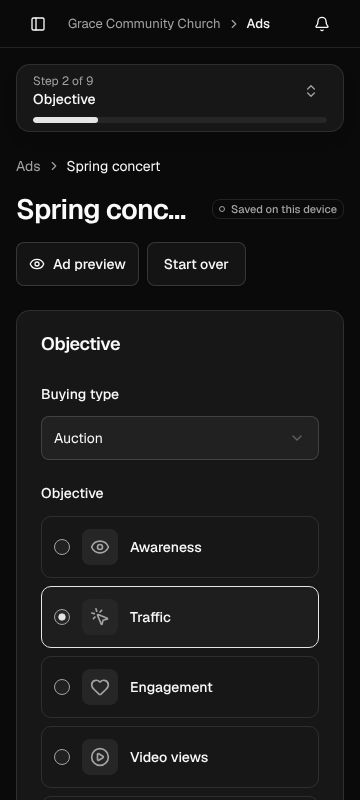 Grace Community Church > Ads
Step 2 of 9
Objective
Ads > Spring concert
Spring conc...
Saved on this device
Ad preview
Start over
Objective
Buying type
Auction
Objective
Awareness
Traffic
Engagement
Video views